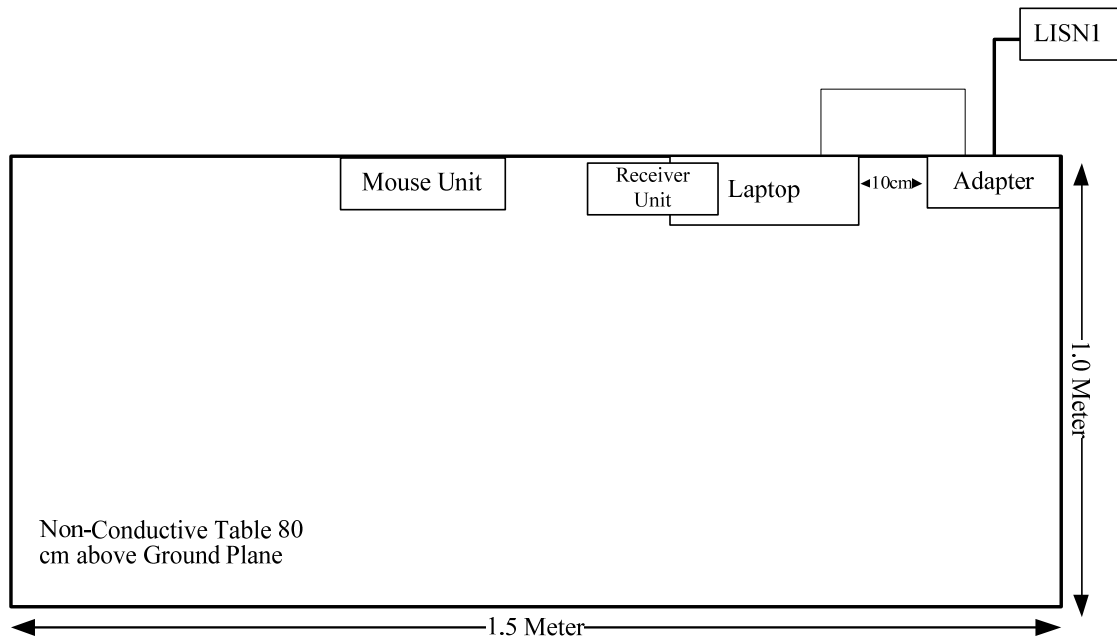 LISN1
Mouse Unit
Receiver
Unit
Laptop
10cm
Adapter
1.0 Meter
Non-Conductive Table 80
cm above Ground Plane
1.5 Meter